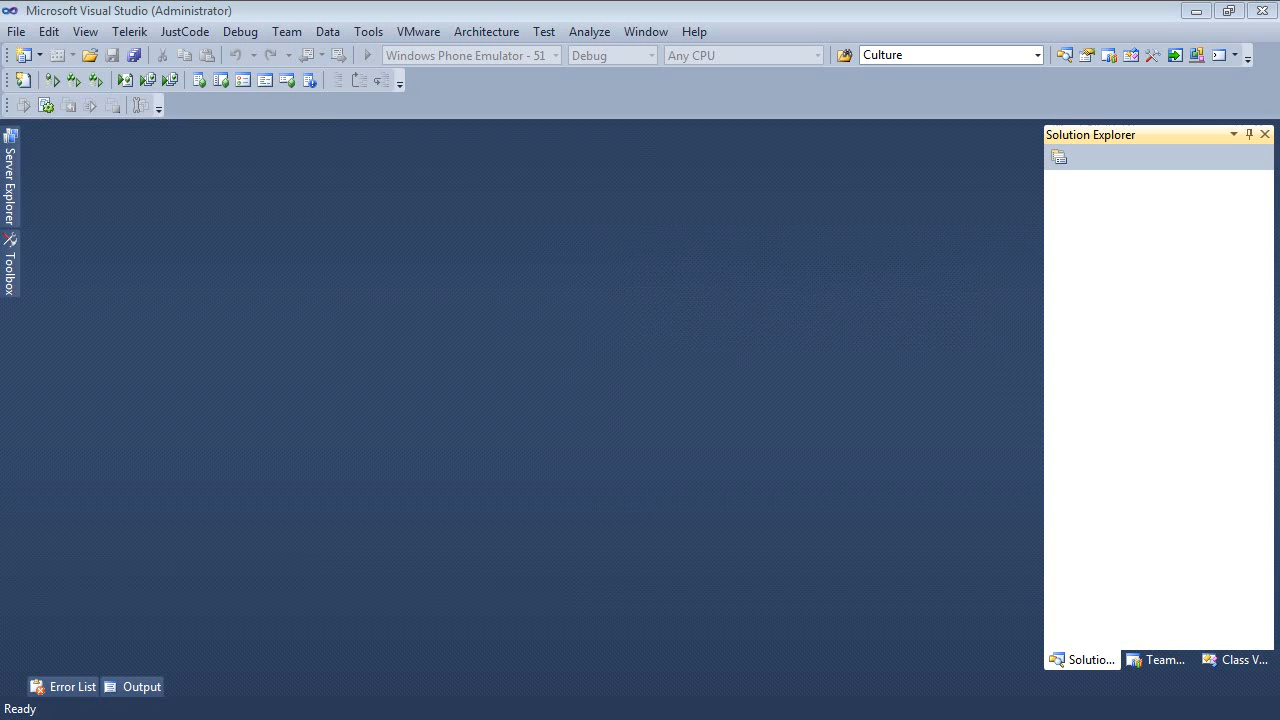 Microsoft Visual Studio (Administrator)
File Edit View Telerik JustCode Debug Team Data Tools VMware Architecture Test Analyze Window Help
Windows Phone Emulator - 51 Debug Any CPU Culture
Server Explorer
Toolbox
Solution Explorer
Solutio... Team... Class V...
Error List Output
Ready